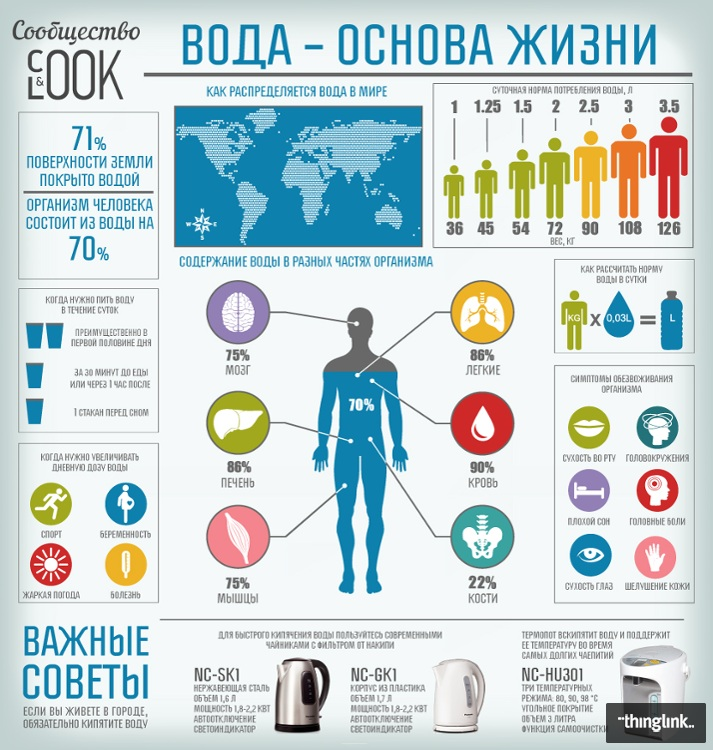 Сообщество
CL&OOK
ВОДА – ОСНОВА ЖИЗНИ
71%
ПОВЕРХНОСТИ ЗЕМЛИ
ПОКРЫТО ВОДОЙ
ОРГАНИЗМ ЧЕЛОВЕКА
СОСТОИТ ИЗ ВОДЫ НА
70%
КАК РАСПРЕДЕЛЯЕТСЯ ВОДА В МИРЕ
N
W E
S
СУТОЧНАЯ НОРМА ПОТРЕБЛЕНИЯ ВОДЫ, Л
1 1.25 1.5 2 2.5 3 3.5
36 45 54 72 90 108 126
ВЕС, КГ
КОГДА НУЖНО ПИТЬ ВОДУ
В ТЕЧЕНИЕ СУТОК
ПРЕИМУЩЕСТВЕННО В
ПЕРВОЙ ПОЛОВИНЕ ДНЯ
ЗА 30 МИНУТ ДО ЕДЫ
ИЛИ ЧЕРЕЗ 1 ЧАС ПОСЛЕ
1 СТАКАН ПЕРЕД СНОМ
КОГДА НУЖНО УВЕЛИЧИВАТЬ
ДНЕВНУЮ ДОЗУ ВОДЫ
СПОРТ
БЕРЕМЕННОСТЬ
ЖАРКАЯ ПОГОДА
БОЛЕЗНЬ
СОДЕРЖАНИЕ ВОДЫ В РАЗНЫХ ЧАСТЯХ ОРГАНИЗМА
75%
МОЗГ
86%
ЛЕГКИЕ
70%
86%
ПЕЧЕНЬ
90%
КРОВЬ
75%
МЫШЦЫ
22%
КОСТИ
КАК РАССЧИТАТЬ НОРМУ
ВОДЫ В СУТКИ
KG X 0,03L = L
СИМПТОМЫ ОБЕЗВОЖИВАНИЯ
ОРГАНИЗМА
СУХОСТЬ ВО РТУ
ГОЛОВОКРУЖЕНИЯ
ПЛОХОЙ СОН
ГОЛОВНЫЕ БОЛИ
СУХОСТЬ ГЛАЗ
ШЕЛУШЕНИЕ КОЖИ
ВАЖНЫЕ
СОВЕТЫ
ЕСЛИ ВЫ ЖИВЕТЕ В ГОРОДЕ,
ОБЯЗАТЕЛЬНО КИПЯТИТЕ ВОДУ
ДЛЯ БЫСТРОГО КИПЯЧЕНИЯ ВОДЫ ПОЛЬЗУЙТЕСЬ СОВРЕМЕННЫМИ
ЧАЙНИКАМИ С ФИЛЬТРОМ ОТ НАКИПИ
NC-SK1
НЕРЖАВЕЮЩАЯ СТАЛЬ
ОБЪЕМ 1,6 Л
МОЩНОСТЬ 1,8-2,2 КВТ
АВТООТКЛЮЧЕНИЕ
СВЕТОИНДИКАТОР
NC-GK1
КОРПУС ИЗ ПЛАСТИКА
ОБЪЕМ 1,7 Л
МОЩНОСТЬ 1,8-2,2 КВТ
АВТООТКЛЮЧЕНИЕ
СВЕТОИНДИКАТОР
ТЕРМОПОТ ВСКИПЯТИТ ВОДУ И ПОДДЕРЖИТ
ЕЕ ТЕМПЕРАТУРУ ВО ВРЕМЯ
САМЫХ ДОЛГИХ ЧАЕПИТИЙ
NC-HU301
ТРИ ТЕМПЕРАТУРНЫХ
РЕЖИМА: 80, 90, 98 °С
УГОЛЬНОЕ ПОКРЫТИЕ
ОБЪЕМ 3 ЛИТРА
ФУНКЦИЯ САМООЧИСТКИ
thinglink..